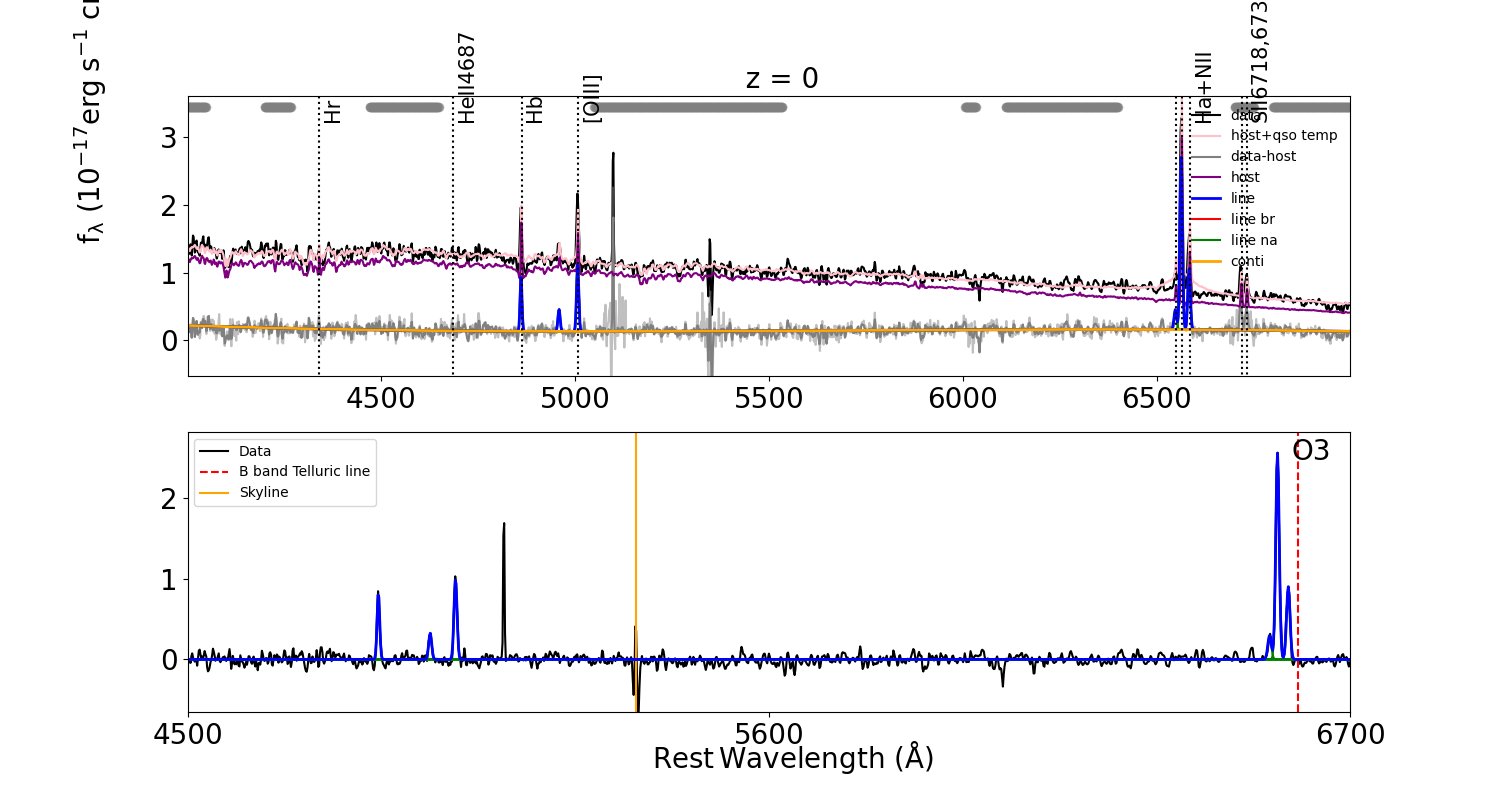 f_λ (10^−17 erg s^−1 c
z = 0
Hr
HeII4687
Hb
[OIII]
Ha+NII
SII6718,673
data
host+qso temp
data-host
host
line
line br
line na
conti
3
2
1
0
4500 5000 5500 6000 6500
Data
B band Telluric line
Skyline
O3
2
1
0
4500 5600 6700
Rest Wavelength (Å)